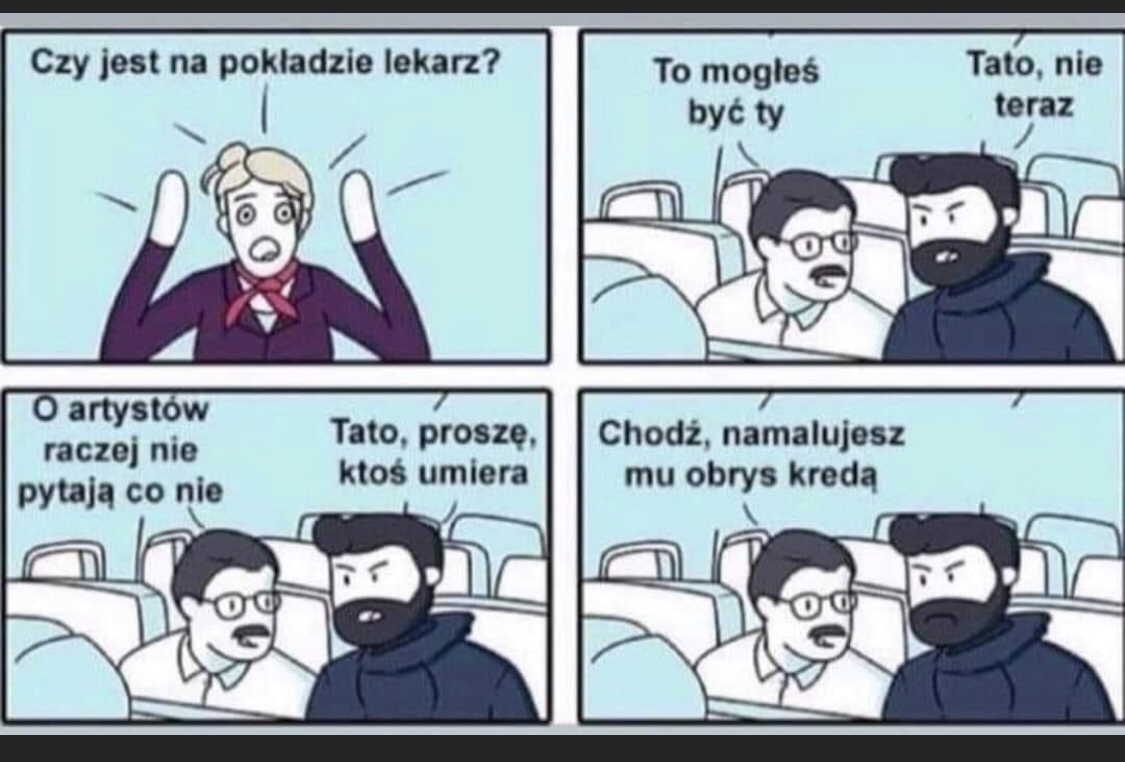 Czy jest na pokładzie lekarz?
To mogłeś
być ty
Tato, nie
teraz
O artystów
raczej nie
pytają co nie
Tato, proszę,
ktoś umiera
Chodź, namalujesz
mu obrys kredą